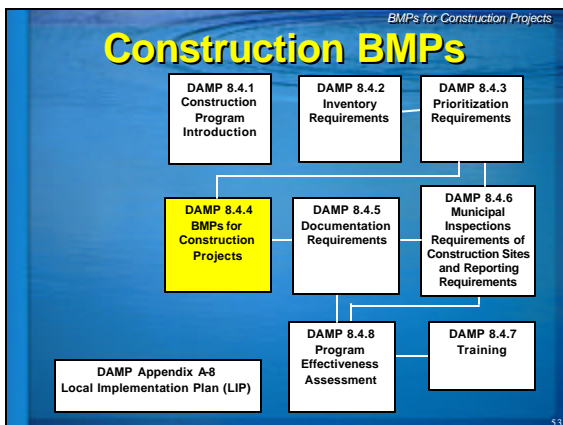 BMPs for Construction Projects
Construction BMPs
DAMP 8.4.1
Construction
Program
Introduction
DAMP 8.4.2
Inventory
Requirements
DAMP 8.4.3
Prioritization
Requirements
DAMP 8.4.4
BMPs for
Construction
Projects
DAMP 8.4.5
Documentation
Requirements
DAMP 8.4.6
Municipal
Inspections
Requirements of
Construction Sites
and Reporting
Requirements
DAMP 8.4.8
Program
Effectiveness
Assessment
DAMP 8.4.7
Training
DAMP Appendix A-8
Local Implementation Plan (LIP)
53